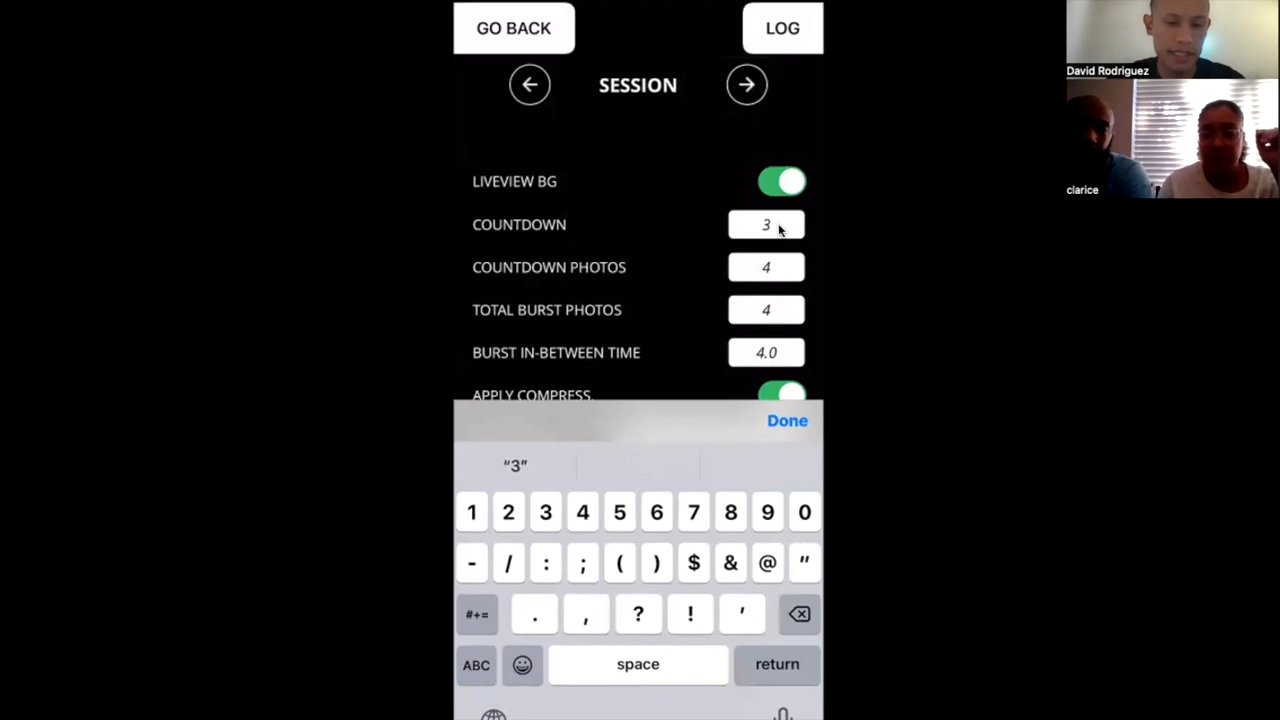 GO BACK
LOG
SESSION
LIVEVIEW BG
COUNTDOWN 3
COUNTDOWN PHOTOS 4
TOTAL BURST PHOTOS 4
BURST IN-BETWEEN TIME 4.0
APPLY COMPRESS.
Done
“3”
1 2 3 4 5 6 7 8 9 0
- / : ; ( ) $ & @ "
#+= . , ? ! '
ABC space return
David Rodriguez
clarice